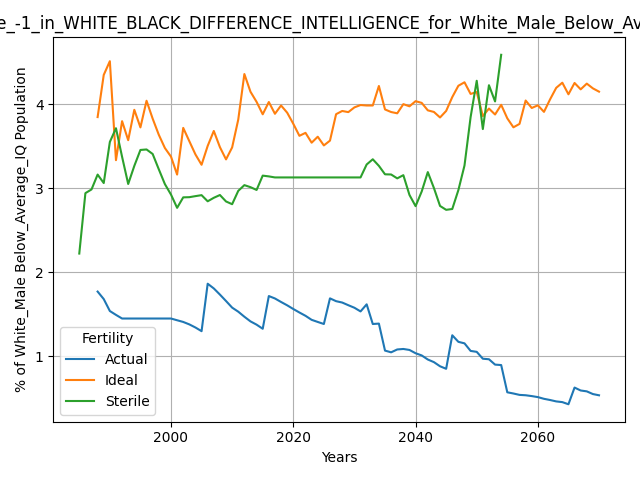 e_-1_in_WHITE_BLACK_DIFFERENCE_INTELLIGENCE_for_White_Male_Below_Av
% of White_Male Below_Average_IQ Population
4
3
2
1
Fertility
Actual
Ideal
Sterile
2000
2020
2040
2060
Years